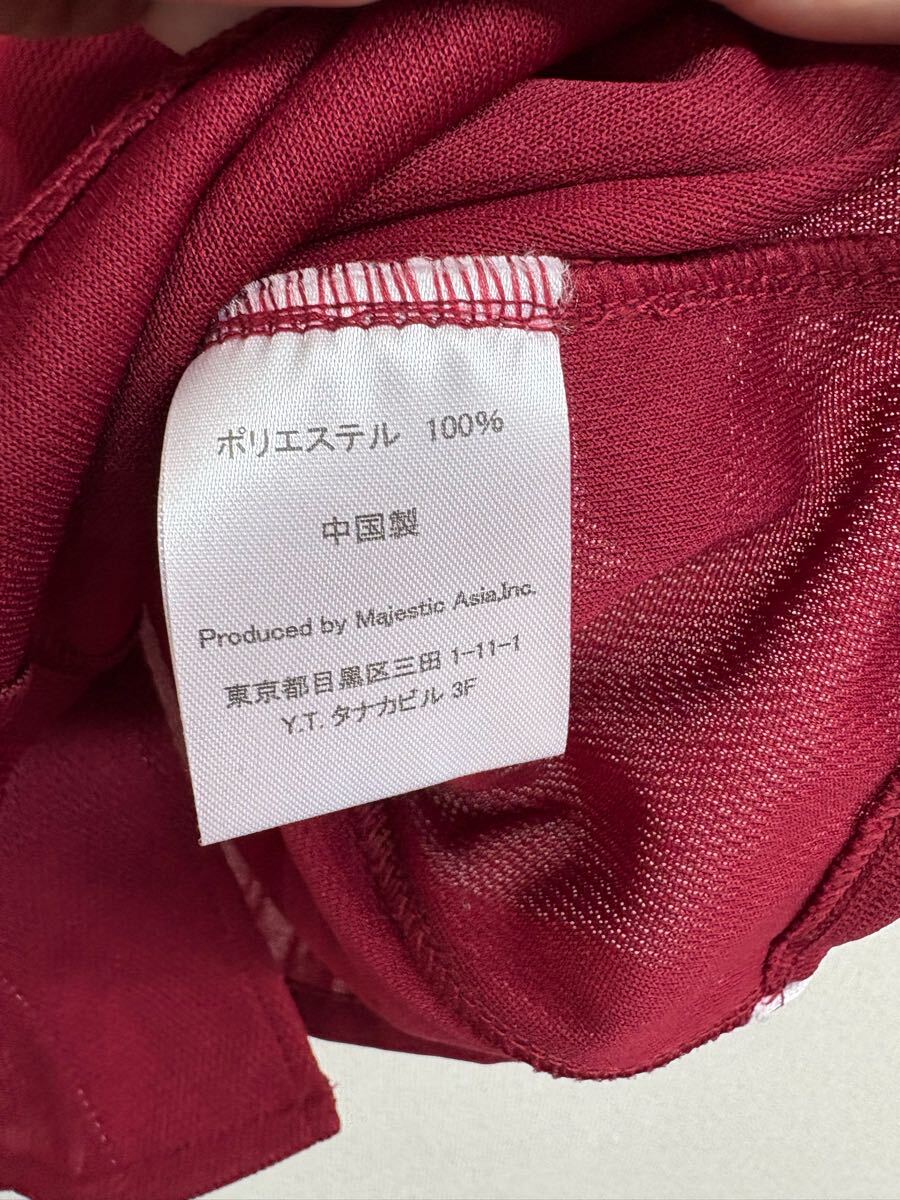 ポリエステル 100%
中国製
Produced by Majestic Asia,Inc.
東京都目黒区三田 1-11-1
Y.T. タナカビル 3F